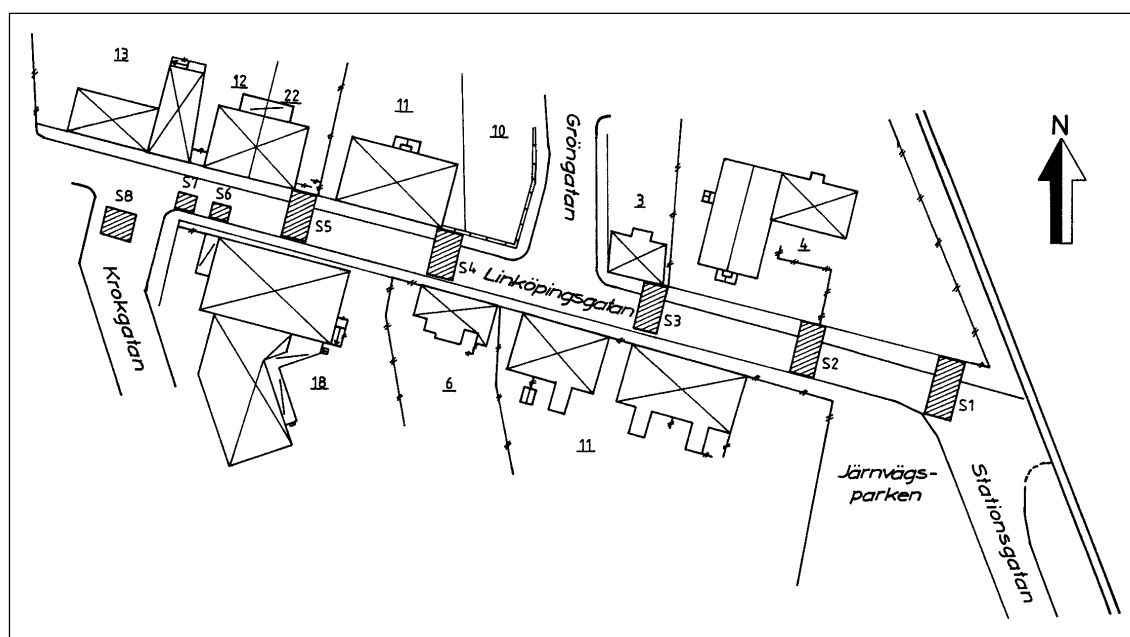 13
12
22
11
10
Gröngatan
N
3
4
S8
S7
S6
S5
S4
Linköpingsgatan
S3
S2
S1
Krokgatan
18
6
11
Järnvägs-
parken
Stationsgatan